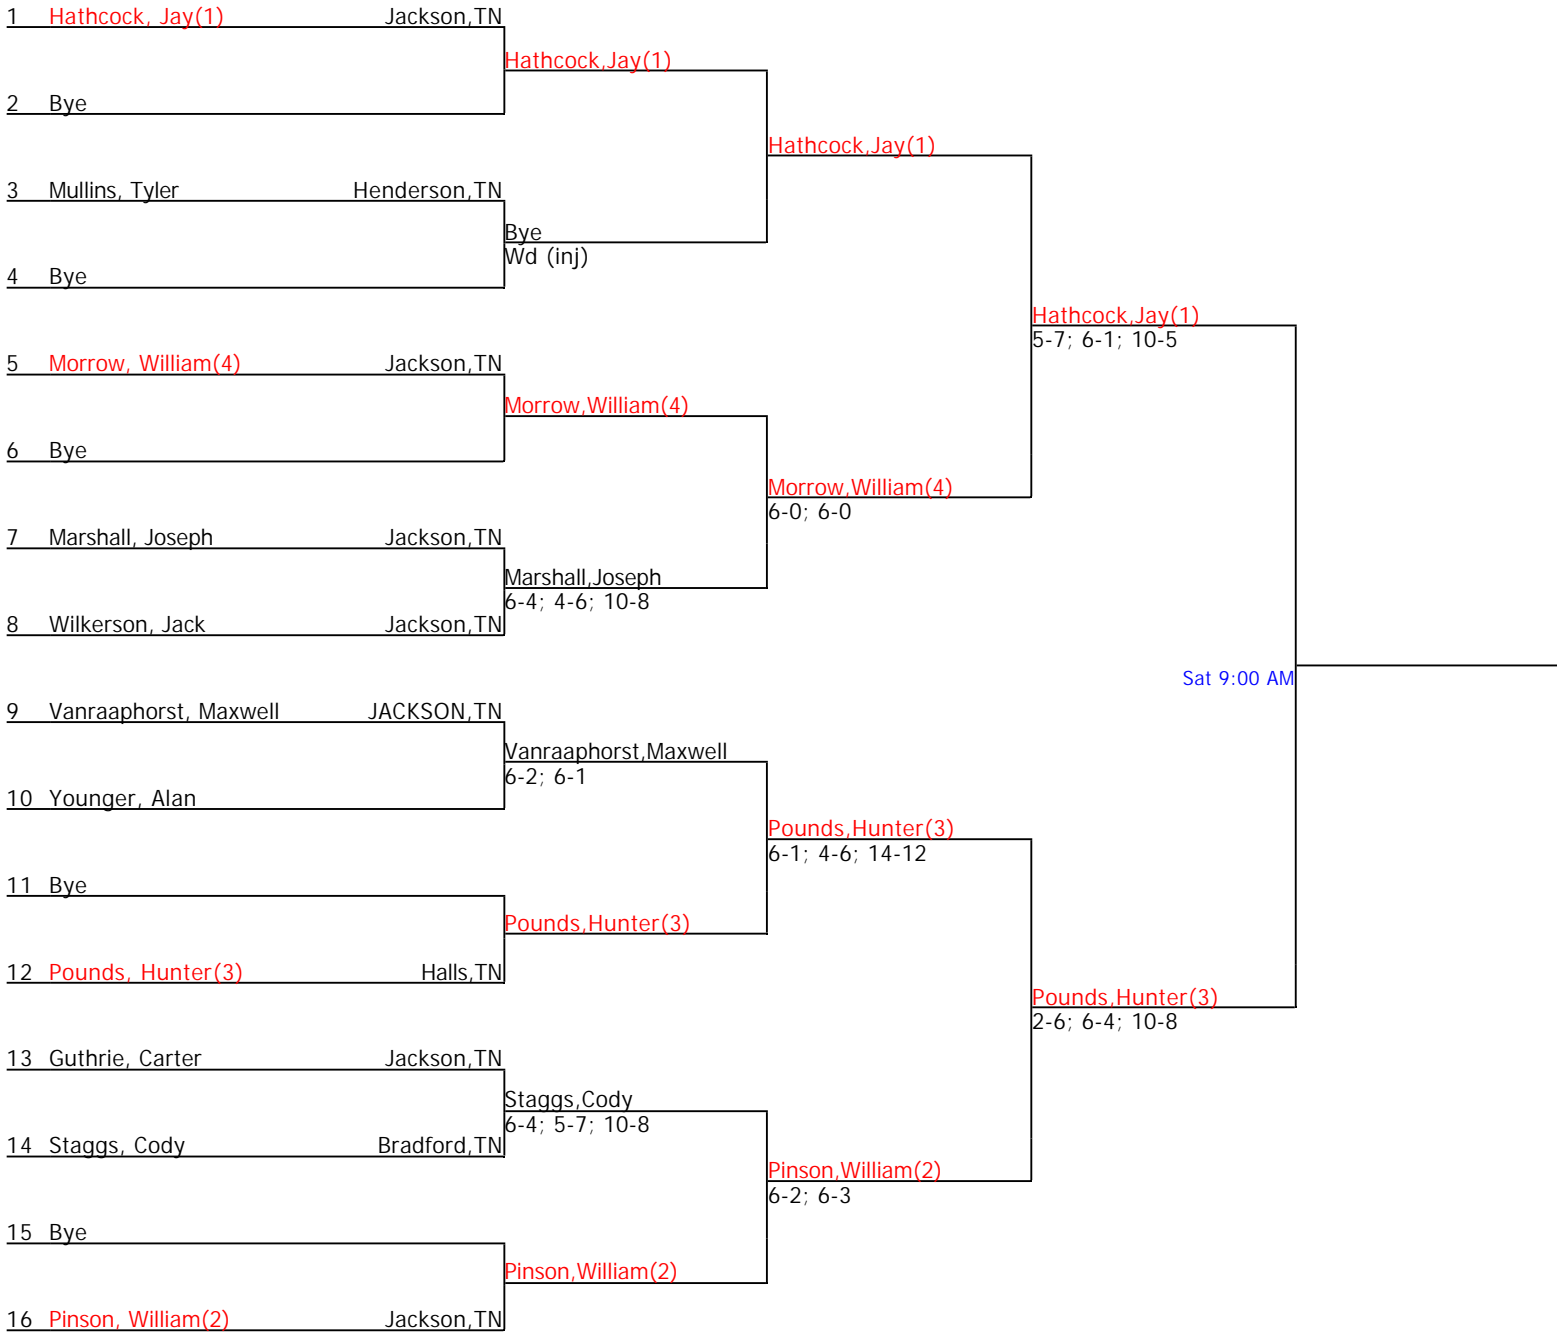 1 Hathcock, Jay(1) Jackson,TN
Hathcock,Jay(1)
2 Bye
Hathcock,Jay(1)
3 Mullins, Tyler Henderson,TN
Bye
Wd (inj)
4 Bye
Hathcock,Jay(1)
5-7; 6-1; 10-5
5 Morrow, William(4) Jackson,TN
Morrow,William(4)
6 Bye
Morrow,William(4)
6-0; 6-0
7 Marshall, Joseph Jackson,TN
Marshall,Joseph
6-4; 4-6; 10-8
8 Wilkerson, Jack Jackson,TN
Sat 9:00 AM
9 Vanraaphorst, Maxwell JACKSON,TN
Vanraaphorst,Maxwell
6-2; 6-1
10 Younger, Alan
Pounds,Hunter(3)
6-1; 4-6; 14-12
11 Bye
Pounds,Hunter(3)
12 Pounds, Hunter(3) Halls,TN
Pounds,Hunter(3)
2-6; 6-4; 10-8
13 Guthrie, Carter Jackson,TN
Staggs,Cody
6-4; 5-7; 10-8
14 Staggs, Cody Bradford,TN
Pinson,William(2)
6-2; 6-3
15 Bye
Pinson,William(2)
16 Pinson, William(2) Jackson,TN